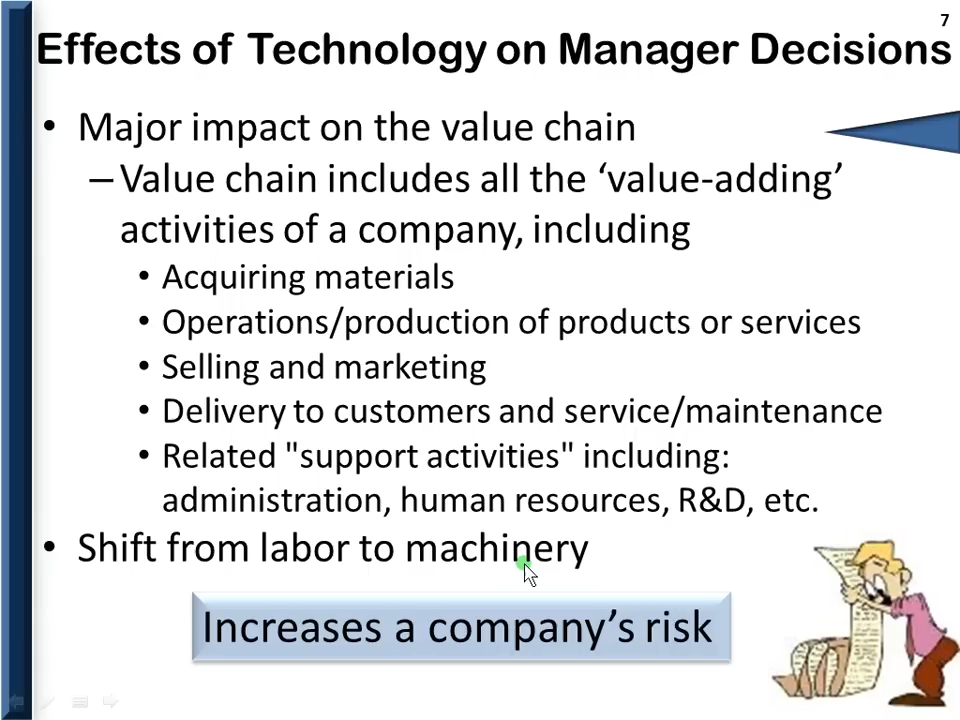 7
Effects of Technology on Manager Decisions
• Major impact on the value chain
– Value chain includes all the ‘value-adding’
activities of a company, including
• Acquiring materials
• Operations/production of products or services
• Selling and marketing
• Delivery to customers and service/maintenance
• Related "support activities" including:
administration, human resources, R&D, etc.
• Shift from labor to machinery
Increases a company’s risk